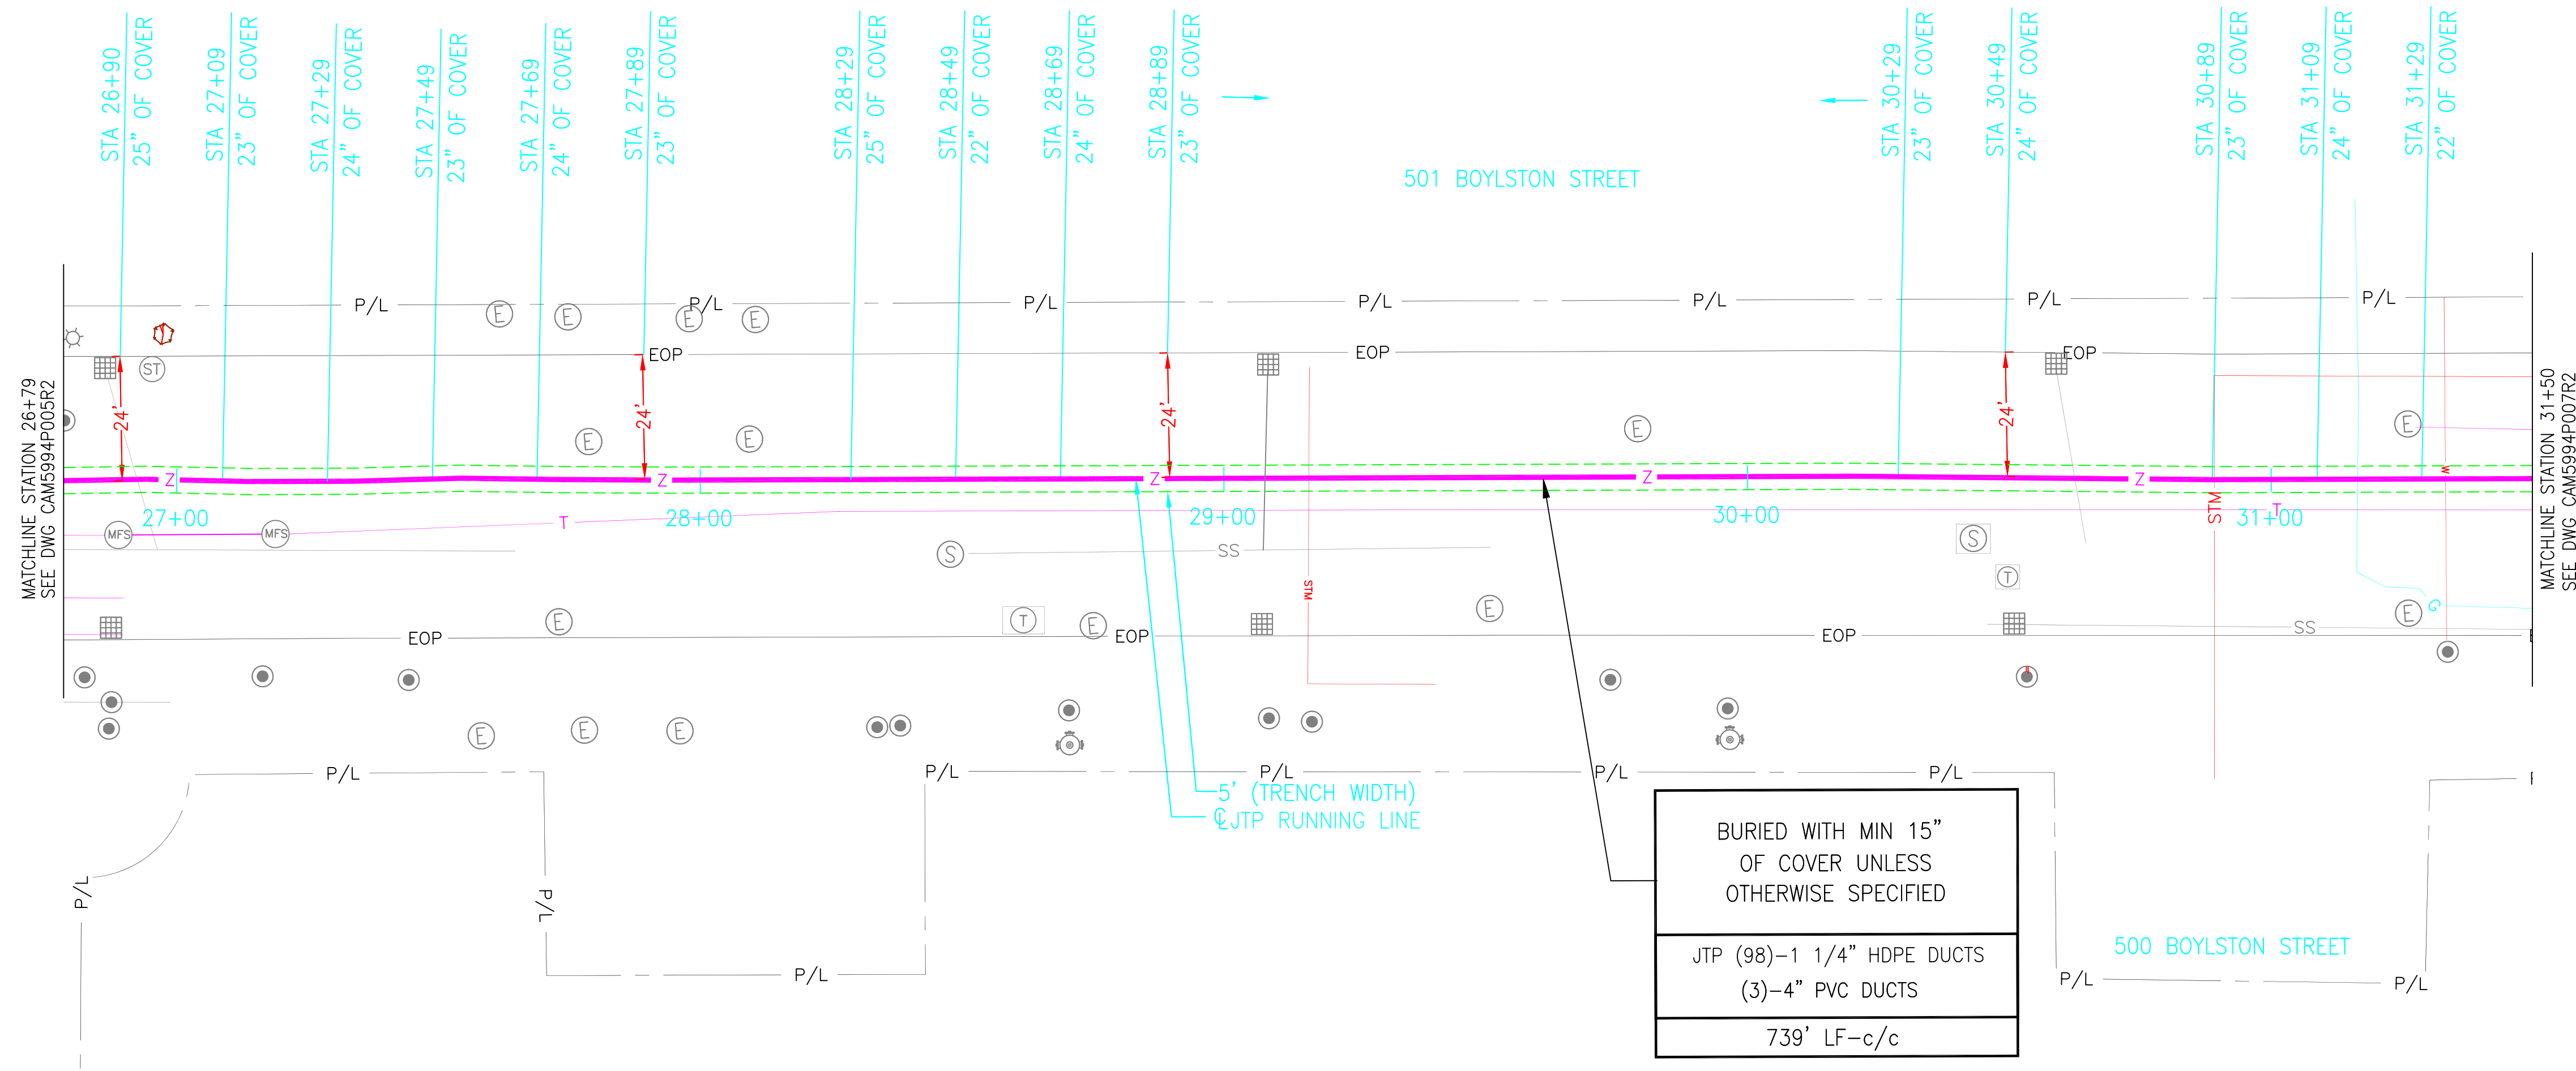 STA 26+90
25" OF COVER
STA 27+09
23" OF COVER
STA 27+29
24" OF COVER
STA 27+49
23" OF COVER
STA 27+69
24" OF COVER
STA 27+89
23" OF COVER
STA 28+29
25" OF COVER
STA 28+49
22" OF COVER
STA 28+69
24" OF COVER
STA 28+89
23" OF COVER
STA 30+29
23" OF COVER
STA 30+49
24" OF COVER
STA 30+89
23" OF COVER
STA 31+09
24" OF COVER
STA 31+29
22" OF COVER
501 BOYLSTON STREET
P/L
P/L
P/L
P/L
P/L
P/L
P/L
E
E
E
E
EOP
EOP
EOP
ST
MATCHLINE STATION 26+79
SEE DWG CAM5994P005R2
24'
24'
24'
24'
E
E
E
E
MATCHLINE STATION 31+50
SEE DWG CAM5994P007R2
Z
Z
Z
Z
Z
W
27+00
28+00
29+00
30+00
31+00
T
T
STM
MFS
MFS
S
SS
S
STM
T
T
E
E
E
E
G
SS
EOP
EOP
EOP
E
E
E
P/L
P/L
P/L
P/L
P/L
5' (TRENCH WIDTH)
℄ JTP RUNNING LINE
P/L
P/L
P/L
P/L
P/L
BURIED WITH MIN 15"
OF COVER UNLESS
OTHERWISE SPECIFIED
JTP (98)-1 1/4" HDPE DUCTS
(3)-4" PVC DUCTS
739' LF-c/c
500 BOYLSTON STREET